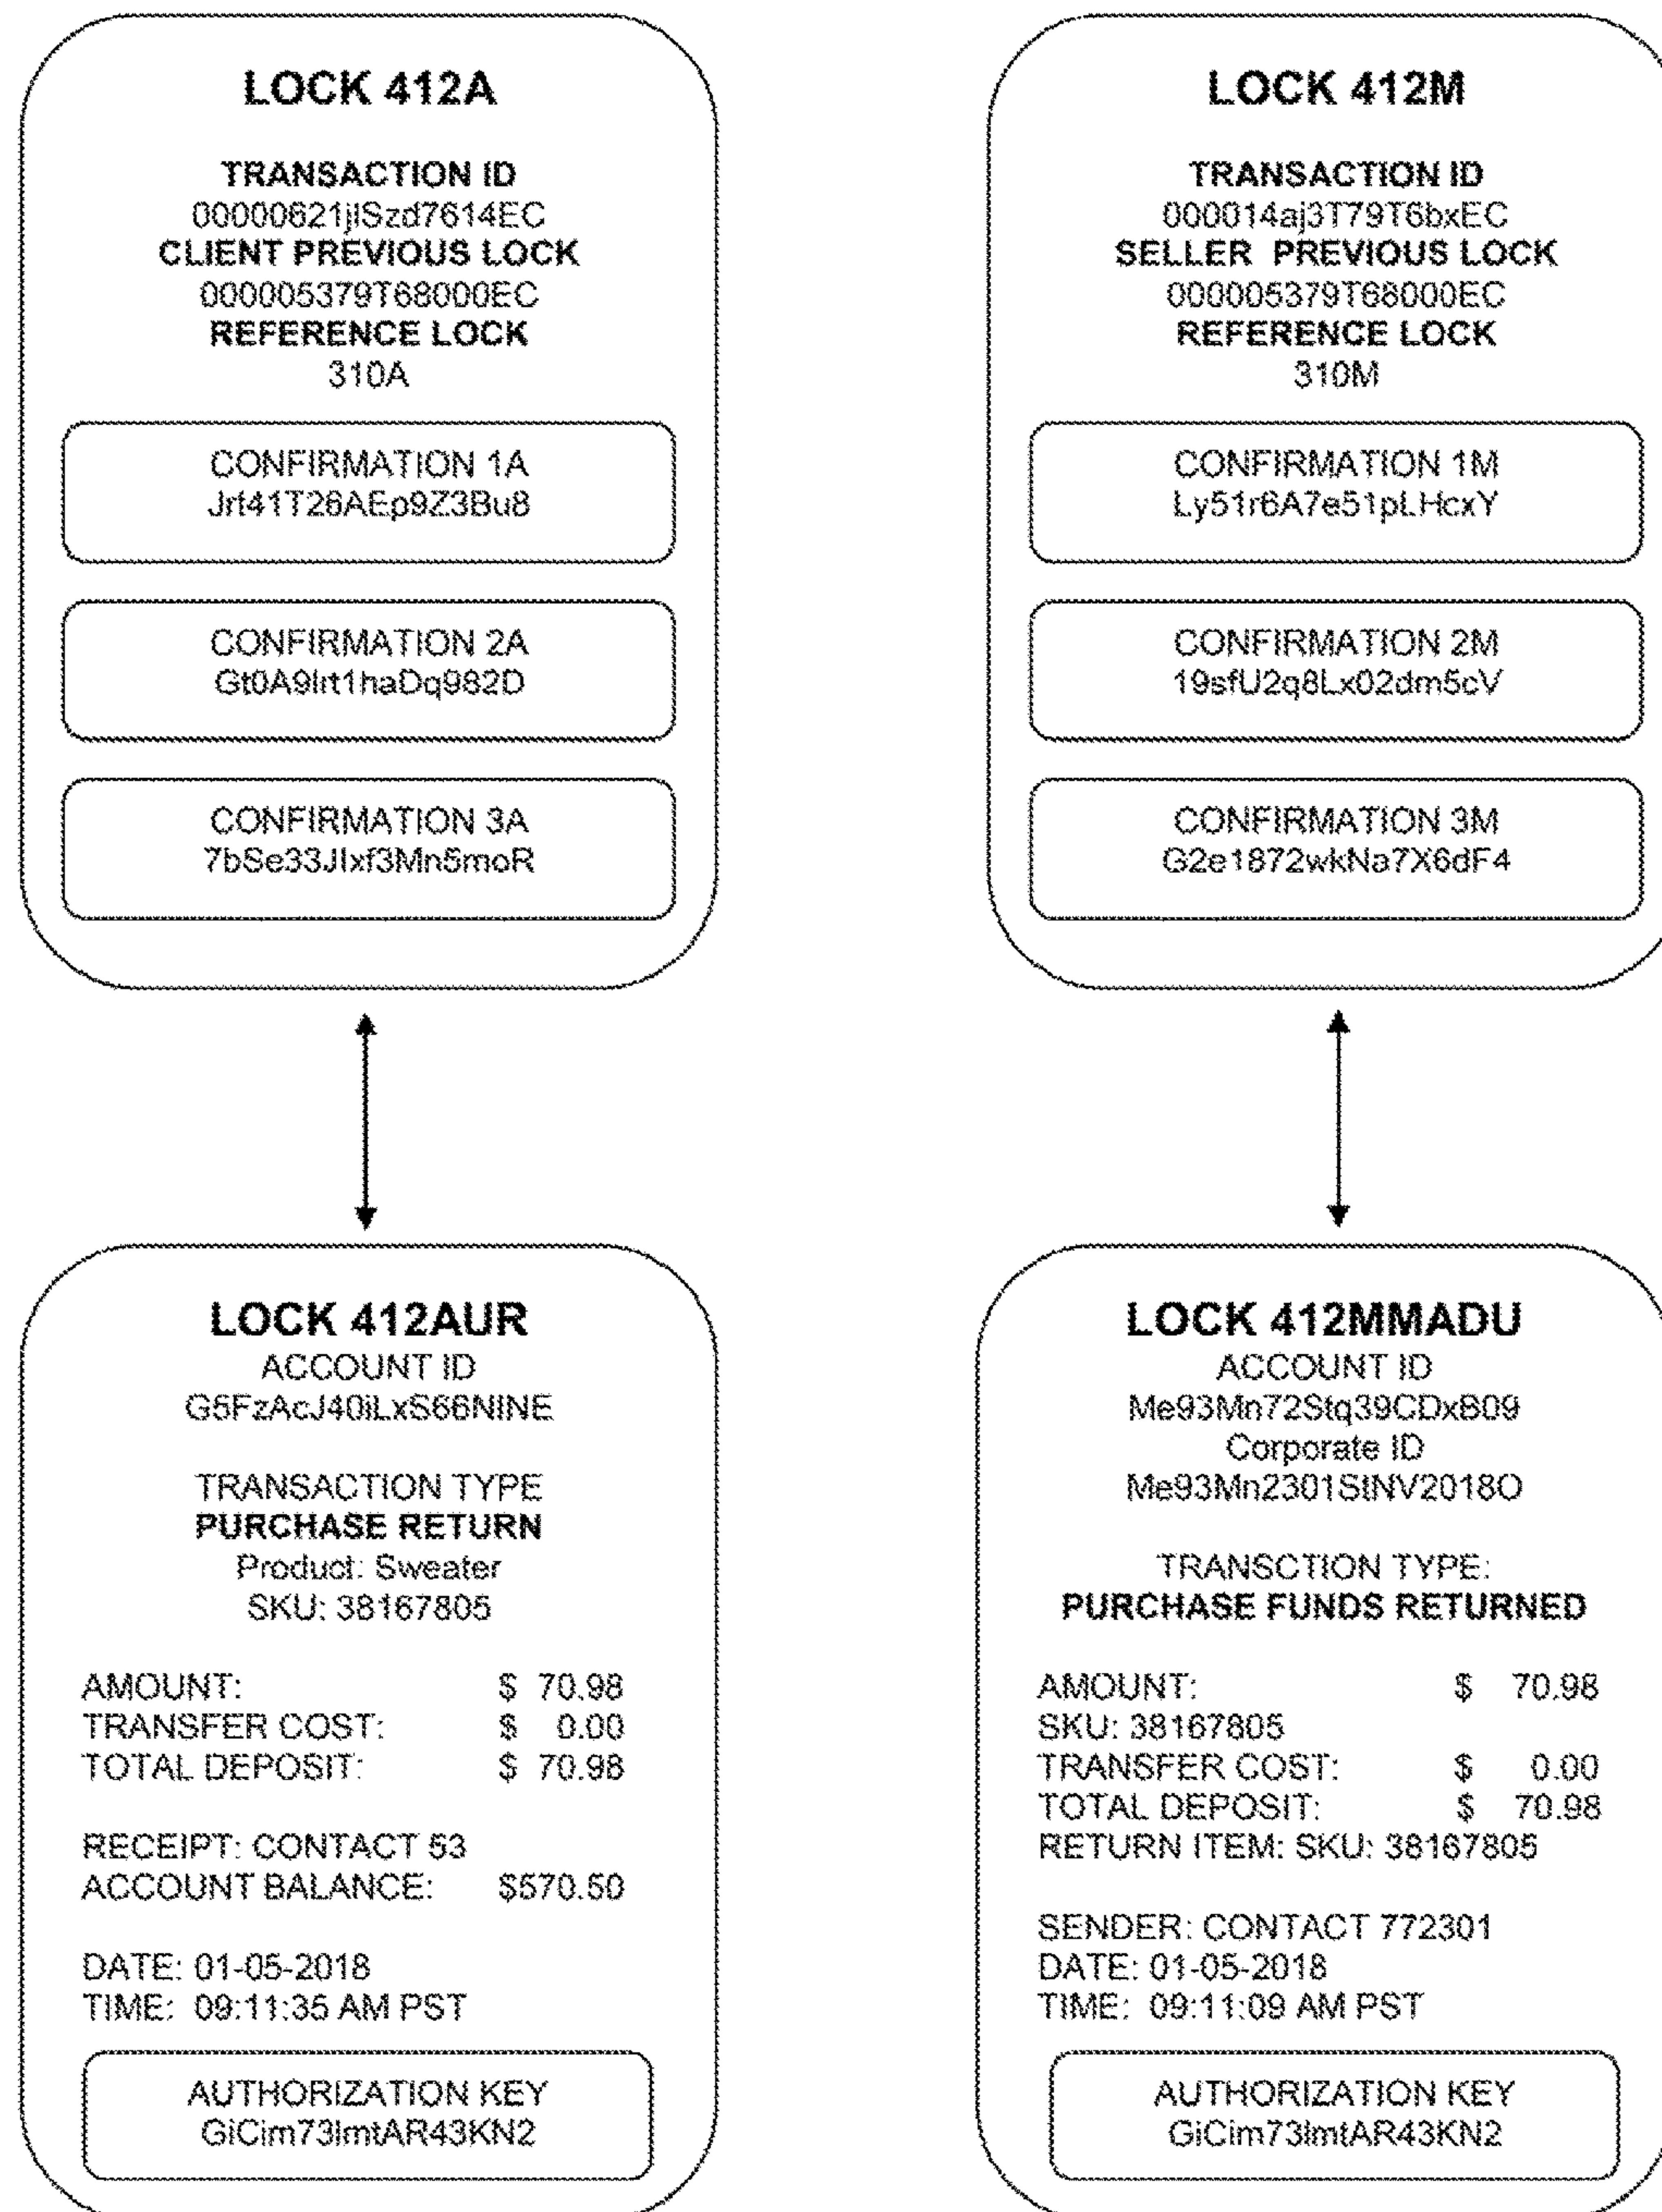 LOCK 412A
TRANSACTION ID
00000621jlSzd7614EC
CLIENT PREVIOUS LOCK
000005379T68000EC
REFERENCE LOCK
310A
CONFIRMATION 1A
Jrf41T26AEp9Z3Bu8
CONFIRMATION 2A
Gt0A9lrt1haDq982D
CONFIRMATION 3A
7bSe33Jlxf3Mn5moR
LOCK 412M
TRANSACTION ID
000014aj3T79T6bxEC
SELLER PREVIOUS LOCK
000005379T68000EC
REFERENCE LOCK
310M
CONFIRMATION 1M
Ly51r6A7e51pLHcxY
CONFIRMATION 2M
19sfU2q8Lx02dm5cV
CONFIRMATION 3M
G2e1872wkNa7X6dF4
LOCK 412AUR
ACCOUNT ID
G5FzAcJ40iLxS66NINE
TRANSACTION TYPE
PURCHASE RETURN
Product: Sweater
SKU: 38167805
AMOUNT: $ 70.98
TRANSFER COST: $ 0.00
TOTAL DEPOSIT: $ 70.98
RECEIPT: CONTACT 53
ACCOUNT BALANCE: $570.50
DATE: 01-05-2018
TIME: 09:11:35 AM PST
AUTHORIZATION KEY
GiCim73lmtAR43KN2
LOCK 412MMADU
ACCOUNT ID
Me93Mn72Stq39CDxB09
Corporate ID
Me93Mn2301StNV2018O
TRANSCTION TYPE:
PURCHASE FUNDS RETURNED
AMOUNT: $ 70.98
SKU: 38167805
TRANSFER COST: $ 0.00
TOTAL DEPOSIT: $ 70.98
RETURN ITEM: SKU: 38167805
SENDER: CONTACT 772301
DATE: 01-05-2018
TIME: 09:11:09 AM PST
AUTHORIZATION KEY
GiCim73lmtAR43KN2